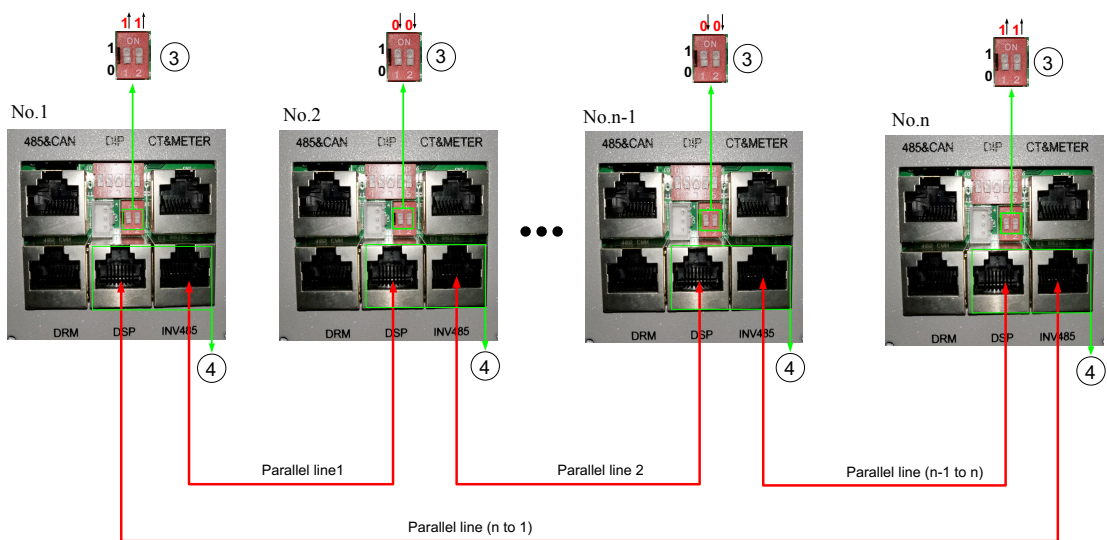 1 1
ON
1
0
1 2
3
0 0
ON
1
0
1 2
3
0 0
ON
1
0
1 2
3
1 1
ON
1
0
1 2
3
No.1
No.2
No.n-1
No.n
485&CAN DIP CT&METER
485&CAN DIP CT&METER
485&CAN DIP CT&METER
485&CAN DIP CT&METER
DRM DSP INV485
DRM DSP INV485
DRM DSP INV485
DRM DSP INV485
4
4
4
4
Parallel line1
Parallel line 2
Parallel line (n-1 to n)
Parallel line (n to 1)